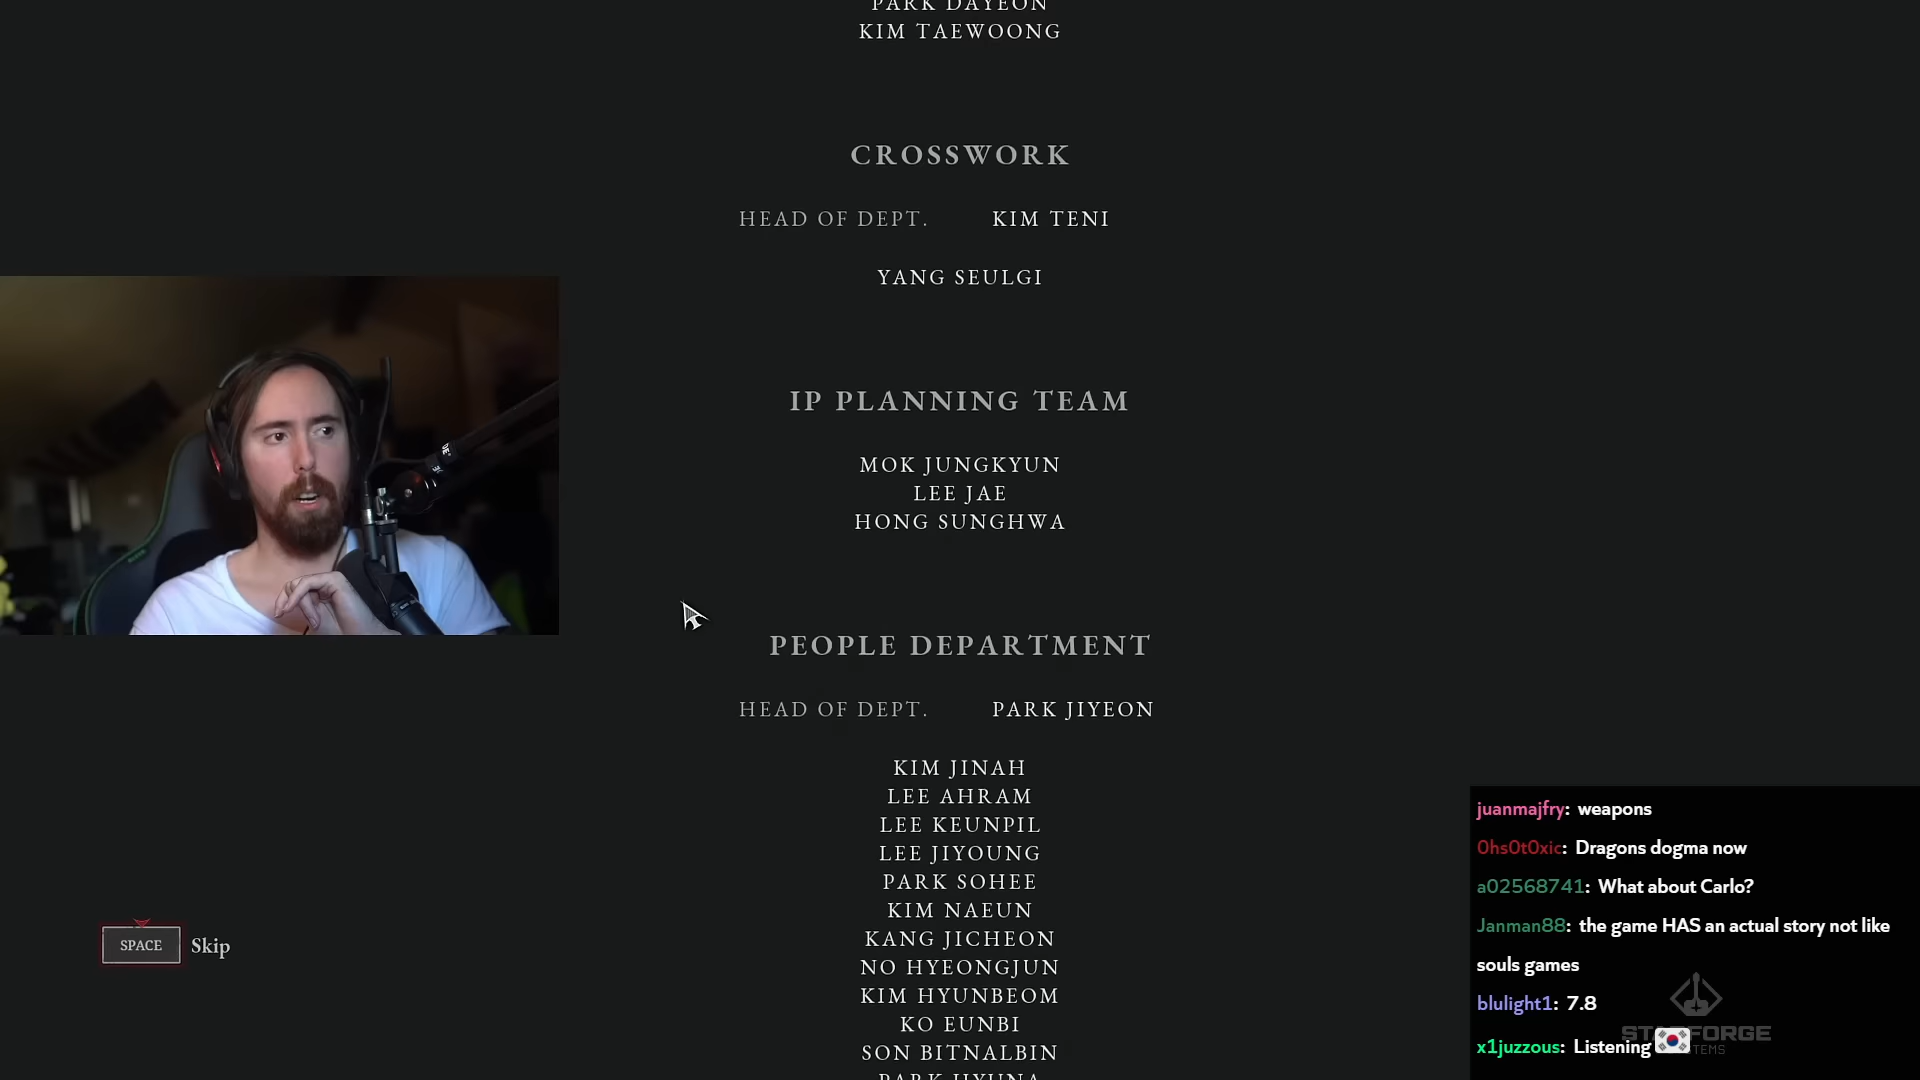 PARK DAYEON
KIM TAEWOONG
CROSSWORK
HEAD OF DEPT. KIM TENI
YANG SEULGI
IP PLANNING TEAM
MOK JUNGKYUN
LEE JAE
HONG SUNGHWA
PEOPLE DEPARTMENT
HEAD OF DEPT. PARK JIYEON
KIM JINAH
LEE AHRAM
LEE KEUNPIL
LEE JIYOUNG
PARK SOHEE
KIM NAEUN
KANG JICHEON
NO HYEONGJUN
KIM HYUNBEOM
KO EUNBI
SON BITNALBIN
SPACE Skip
juanmajfry: weapons
0hs0t0xic: Dragons dogma now
a02568741: What about Carlo?
Janman88: the game HAS an actual story not like
souls games
blulight1: 7.8
x1juzzous: Listening